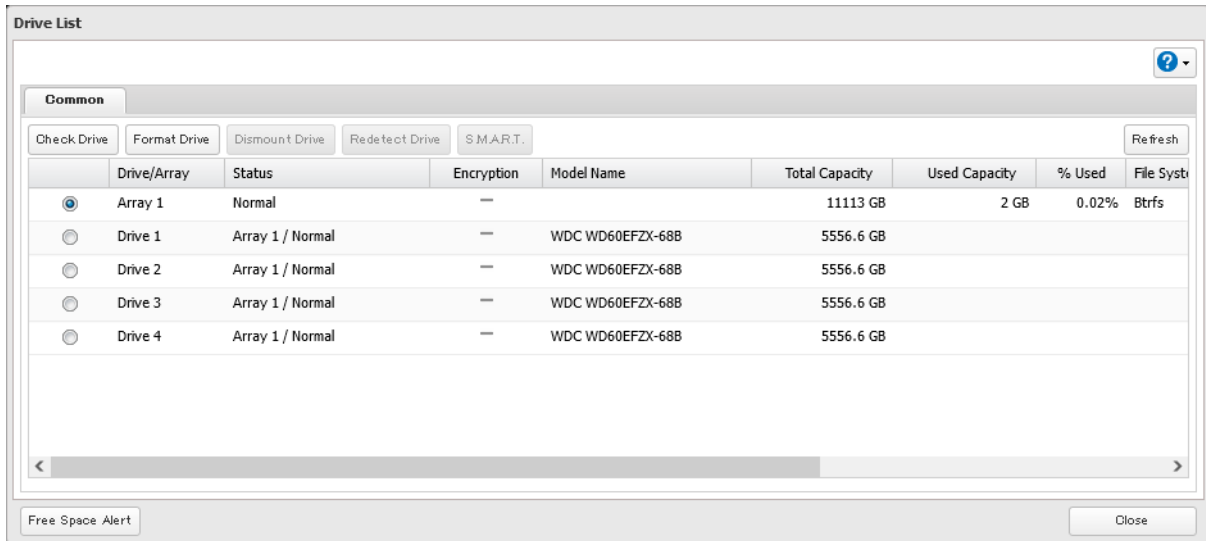 Drive List
Common
Check Drive Format Drive Dismount Drive Redetect Drive S.M.A.R.T. Refresh
Drive/Array Status Encryption Model Name Total Capacity Used Capacity % Used File Syste
Array 1 Normal — 11113 GB 2 GB 0.02% Btrfs
Drive 1 Array 1 / Normal — WDC WD60EFZX-68B 5556.6 GB
Drive 2 Array 1 / Normal — WDC WD60EFZX-68B 5556.6 GB
Drive 3 Array 1 / Normal — WDC WD60EFZX-68B 5556.6 GB
Drive 4 Array 1 / Normal — WDC WD60EFZX-68B 5556.6 GB
Free Space Alert Close